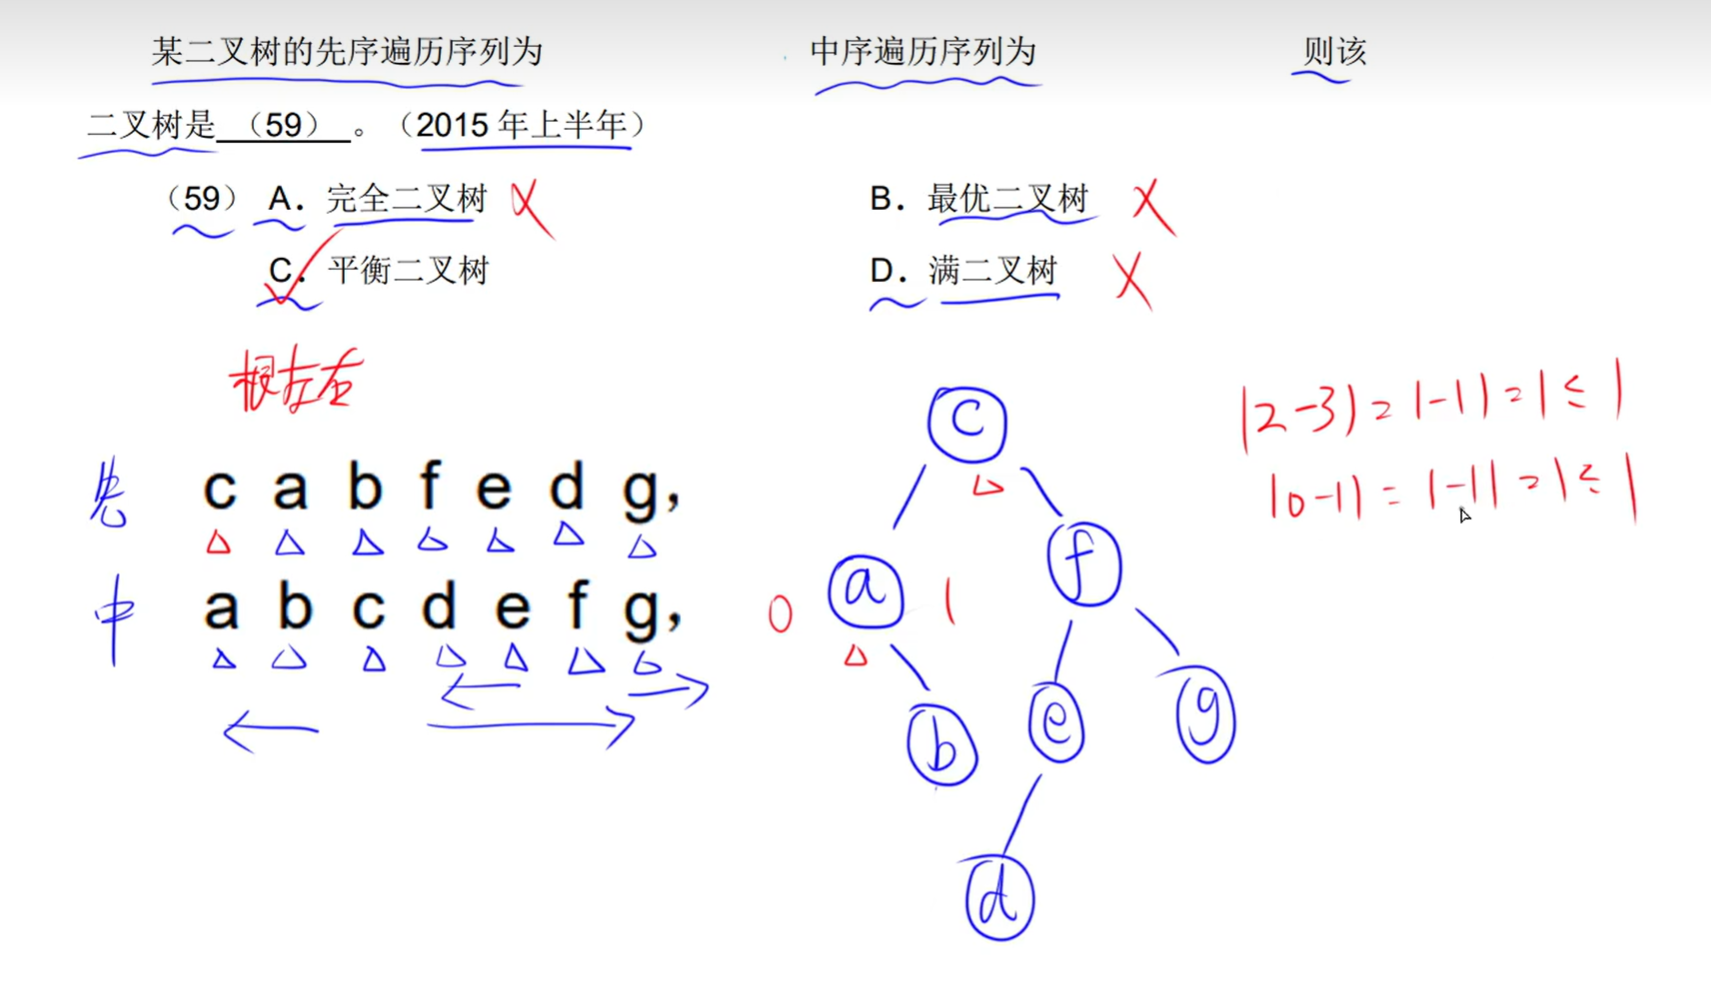 某二叉树的先序遍历序列为 中序遍历序列为 则该
二叉树是 （59） 。（2015 年上半年）
（59） A. 完全二叉树 B. 最优二叉树
C. 平衡二叉树 D. 满二叉树
根左右
先 c a b f e d g,
中 a b c d e f g,
c
a f
0 1
b e g
d
|2-3|=|-1|=1≤1
|0-1|=|-1|=1≤1